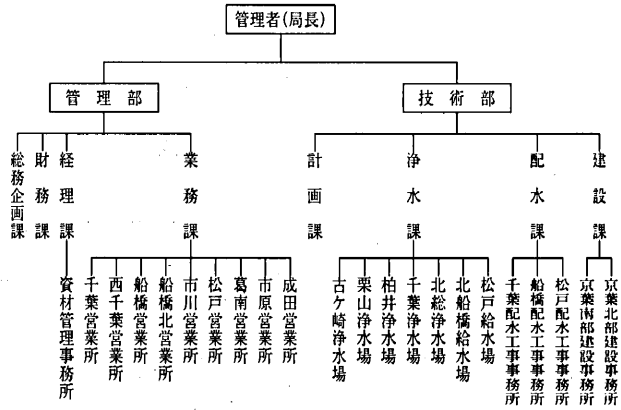 管理者(局長)
管理部
技術部
総務企画課
財務課
経理課
業務課
計画課
浄水課
配水課
建設課
資材管理事務所
千葉営業所
西千葉営業所
船橋営業所
船橋北営業所
市川営業所
松戸営業所
葛南営業所
市原営業所
成田営業所
古ケ崎浄水場
栗山浄水場
柏井浄水場
千葉浄水場
北総浄水場
北船橋給水場
松戸給水場
千葉配水工事事務所
船橋配水工事事務所
松戸配水工事事務所
京葉南部建設事務所
京葉北部建設事務所